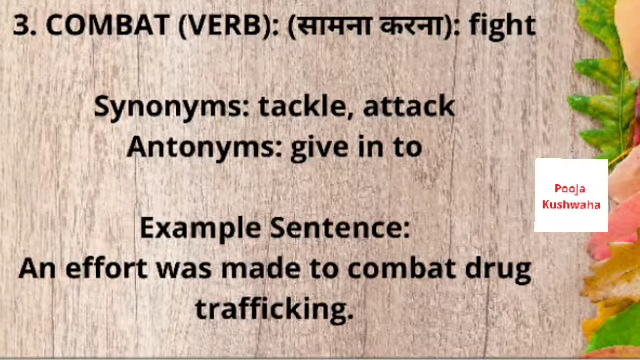 3. COMBAT (VERB): (सामना करना): fight
Synonyms: tackle, attack
Antonyms: give in to
Pooja
Kushwaha
Example Sentence:
An effort was made to combat drug
trafficking.